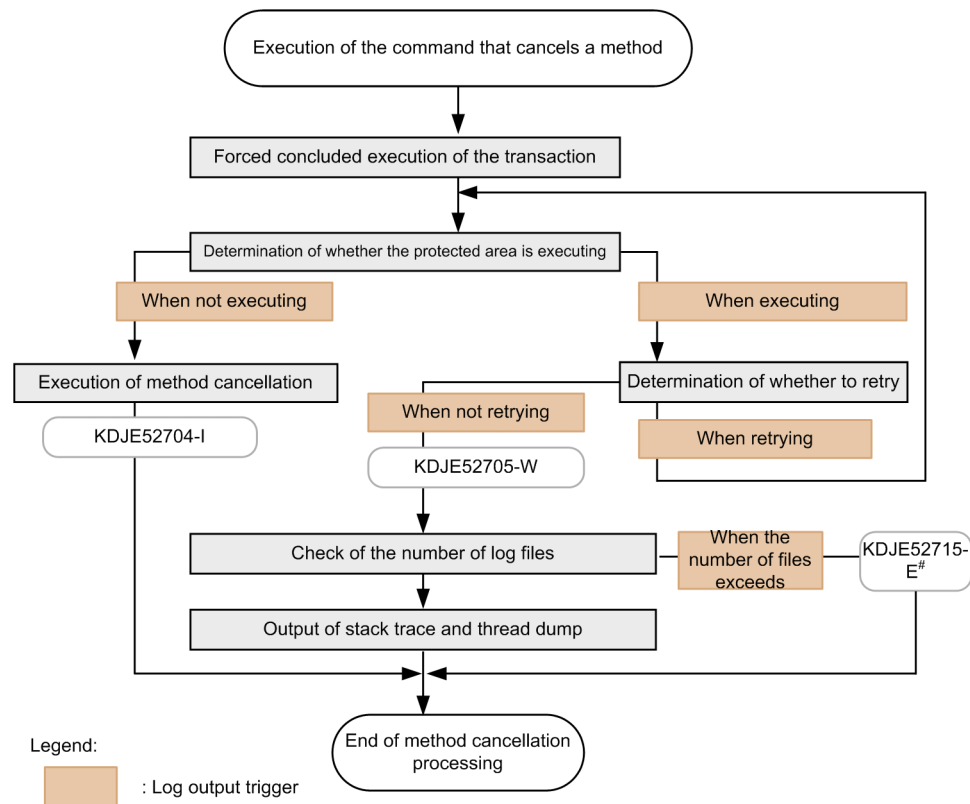 Execution of the command that cancels a method
Forced concluded execution of the transaction
Determination of whether the protected area is executing
When not executing
When executing
Execution of method cancellation
Determination of whether to retry
When not retrying
When retrying
KDJE52704-I
KDJE52705-W
Check of the number of log files
When the
number of files
exceeds
KDJE52715-
E#
Output of stack trace and thread dump
End of method cancellation
processing
Legend:
: Log output trigger